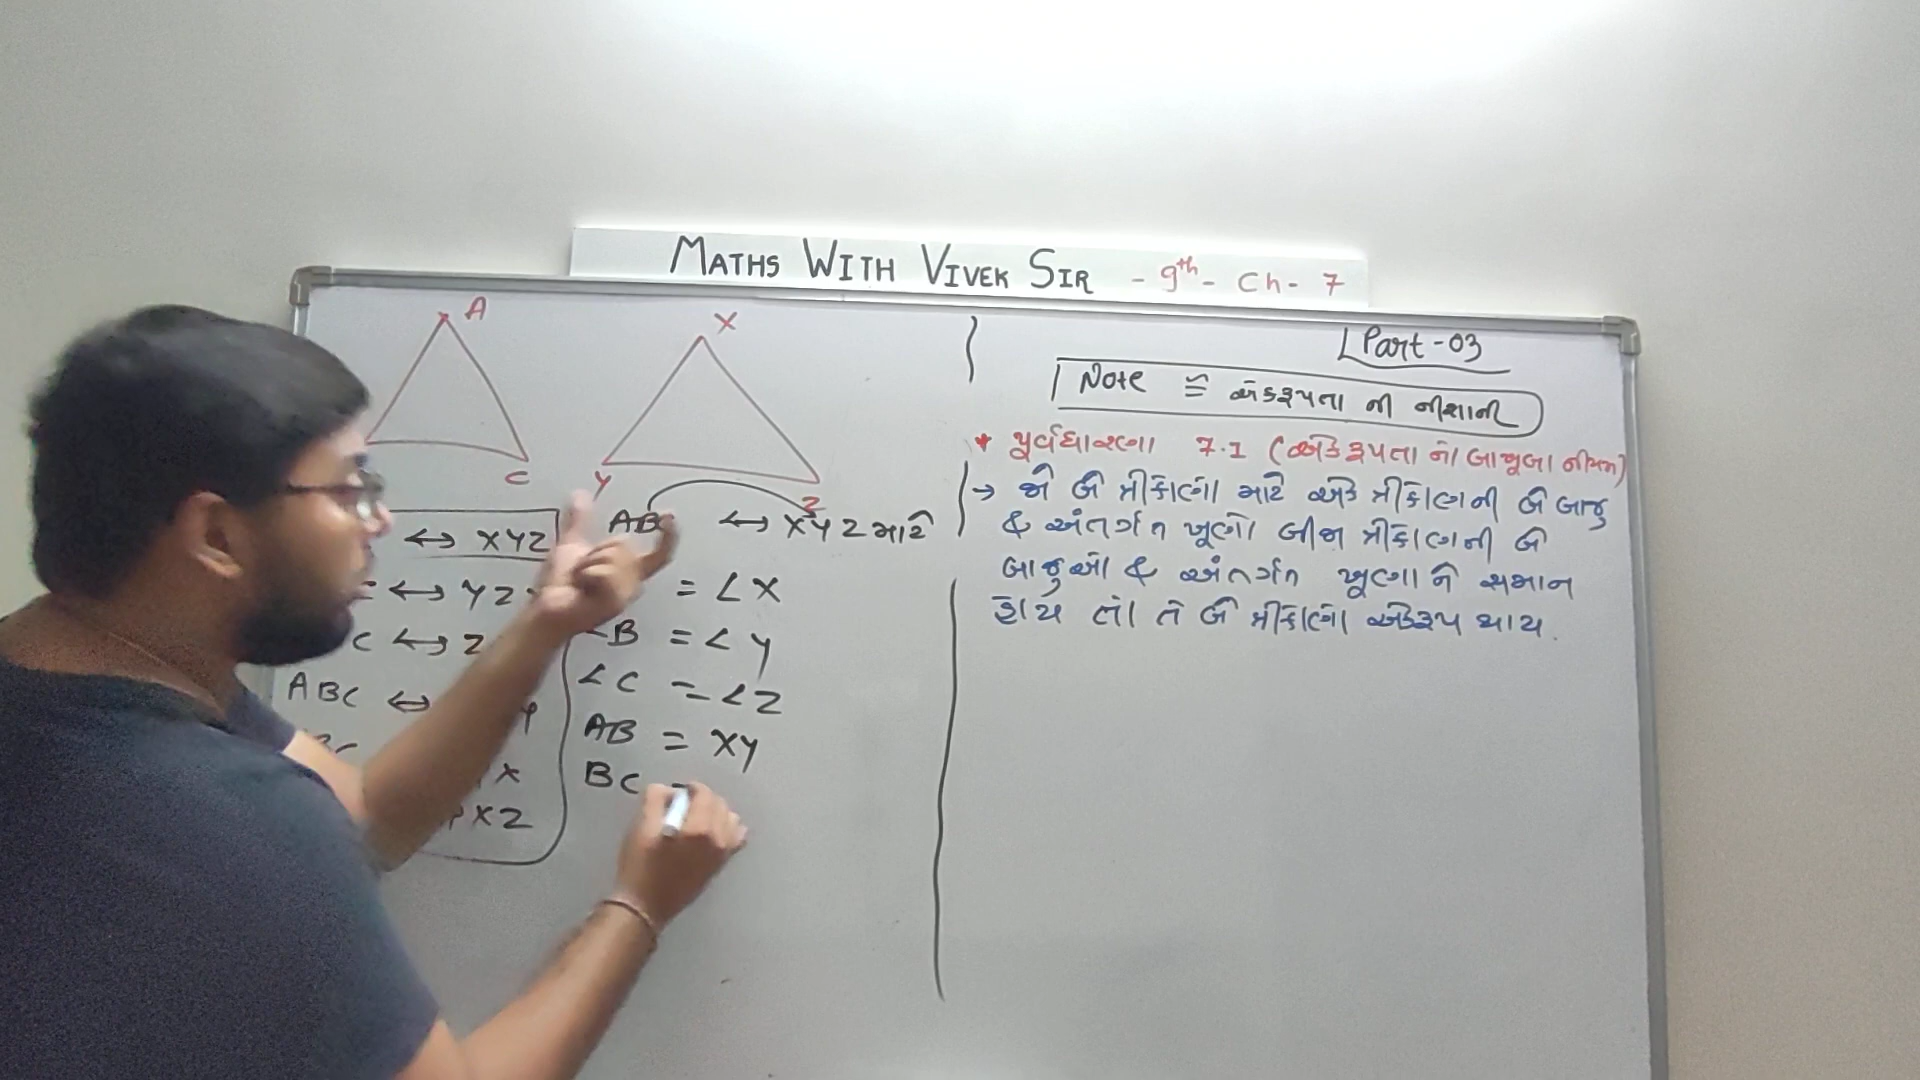 MATHS WITH VIVEK SIR - 9th - Ch - 7
A
X
C
Y
Z
↔ XYZ
↔ YZ
C ↔ Z
ABC ↔
X
XZ
ABC ↔ XYZ માટે
= ∠X
∠B = ∠Y
∠C = ∠Z
AB = XY
BC =
Part - 03
Note ≅ એકરૂપતા ની નીશાની
* પૂર્વધારણા 7.1 (એકરૂપતા નો બાખૂબા નીયમ)
→ જો બે ત્રીકોણો માટે એક ત્રીકોણની બે બાજુ
& અંતર્ગત ખૂણો બીજા ત્રીકોણની બે
બાજુઓ & અંતર્ગત ખૂણા ને સમાન
હોય તો તે બે ત્રીકોણો એકરૂપ થાય.